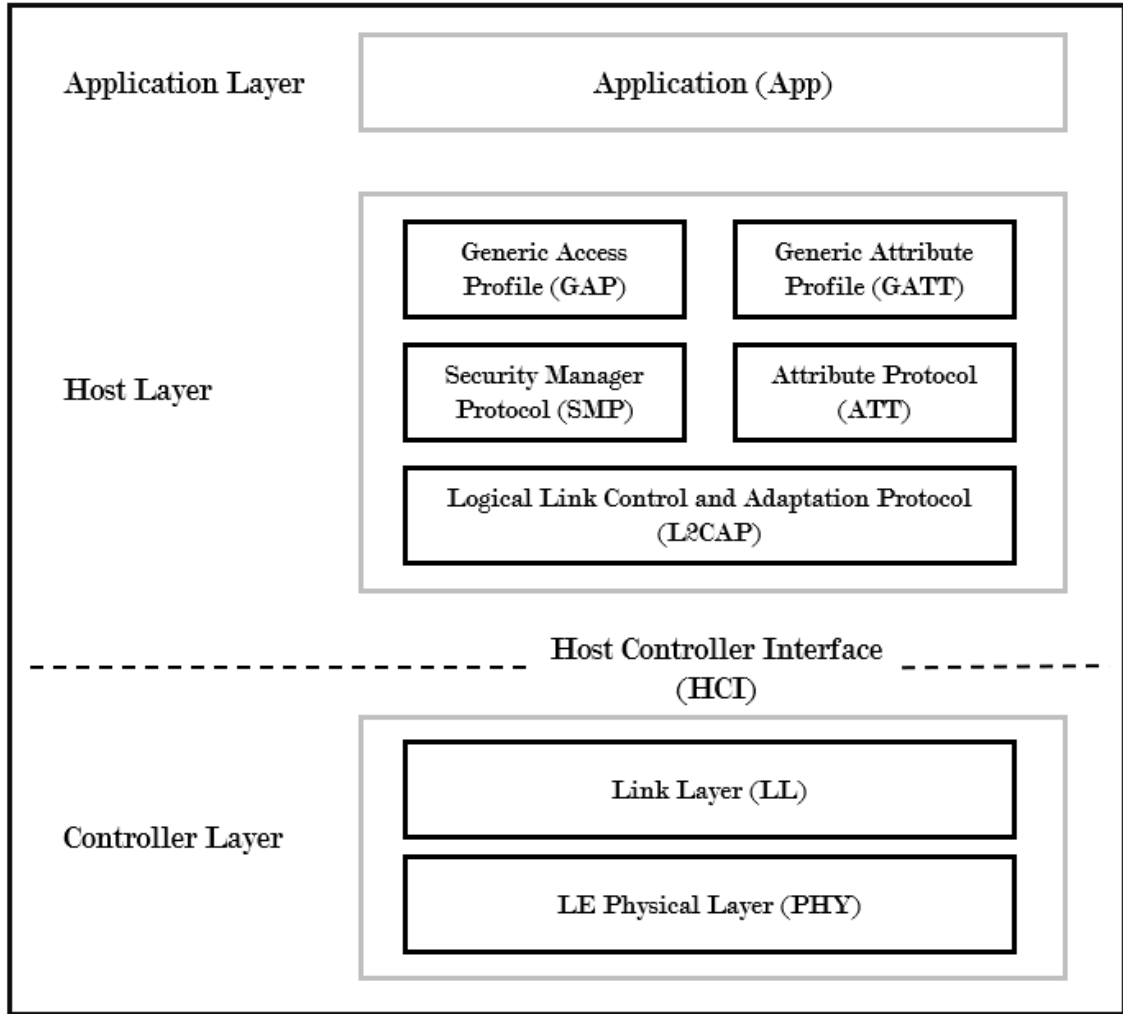 Application Layer
Application (App)
Generic Access
Profile (GAP)
Generic Attribute
Profile (GATT)
Host Layer
Security Manager
Protocol (SMP)
Attribute Protocol
(ATT)
Logical Link Control and Adaptation Protocol
(L2CAP)
Host Controller Interface
(HCI)
Controller Layer
Link Layer (LL)
LE Physical Layer (PHY)